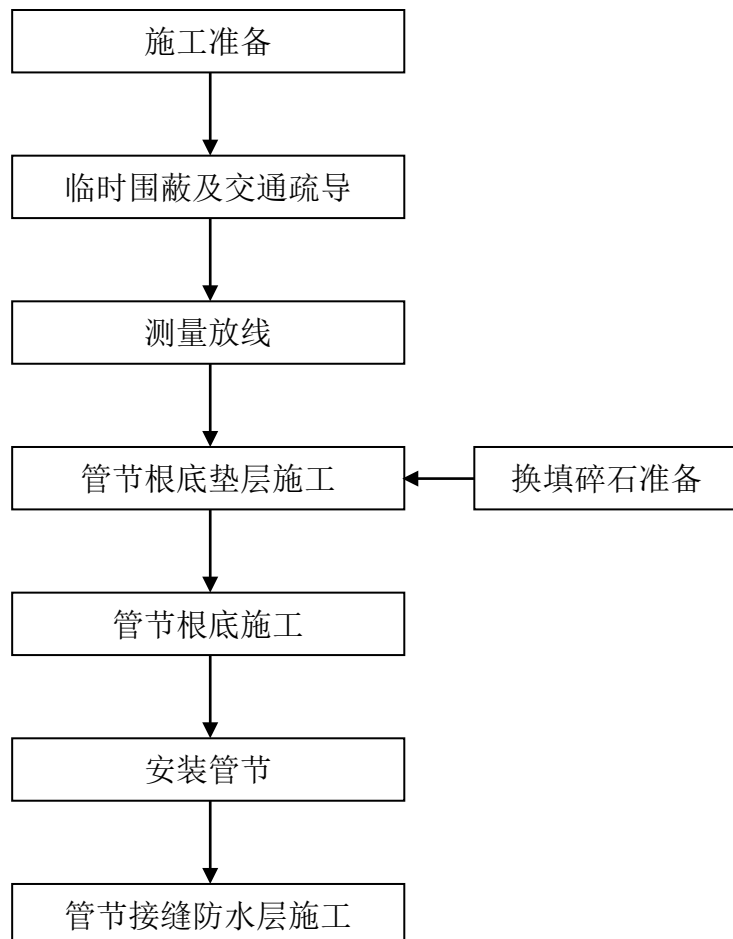 施工准备
临时围蔽及交通疏导
测量放线
管节根底垫层施工
换填碎石准备
管节根底施工
安装管节
管节接缝防水层施工